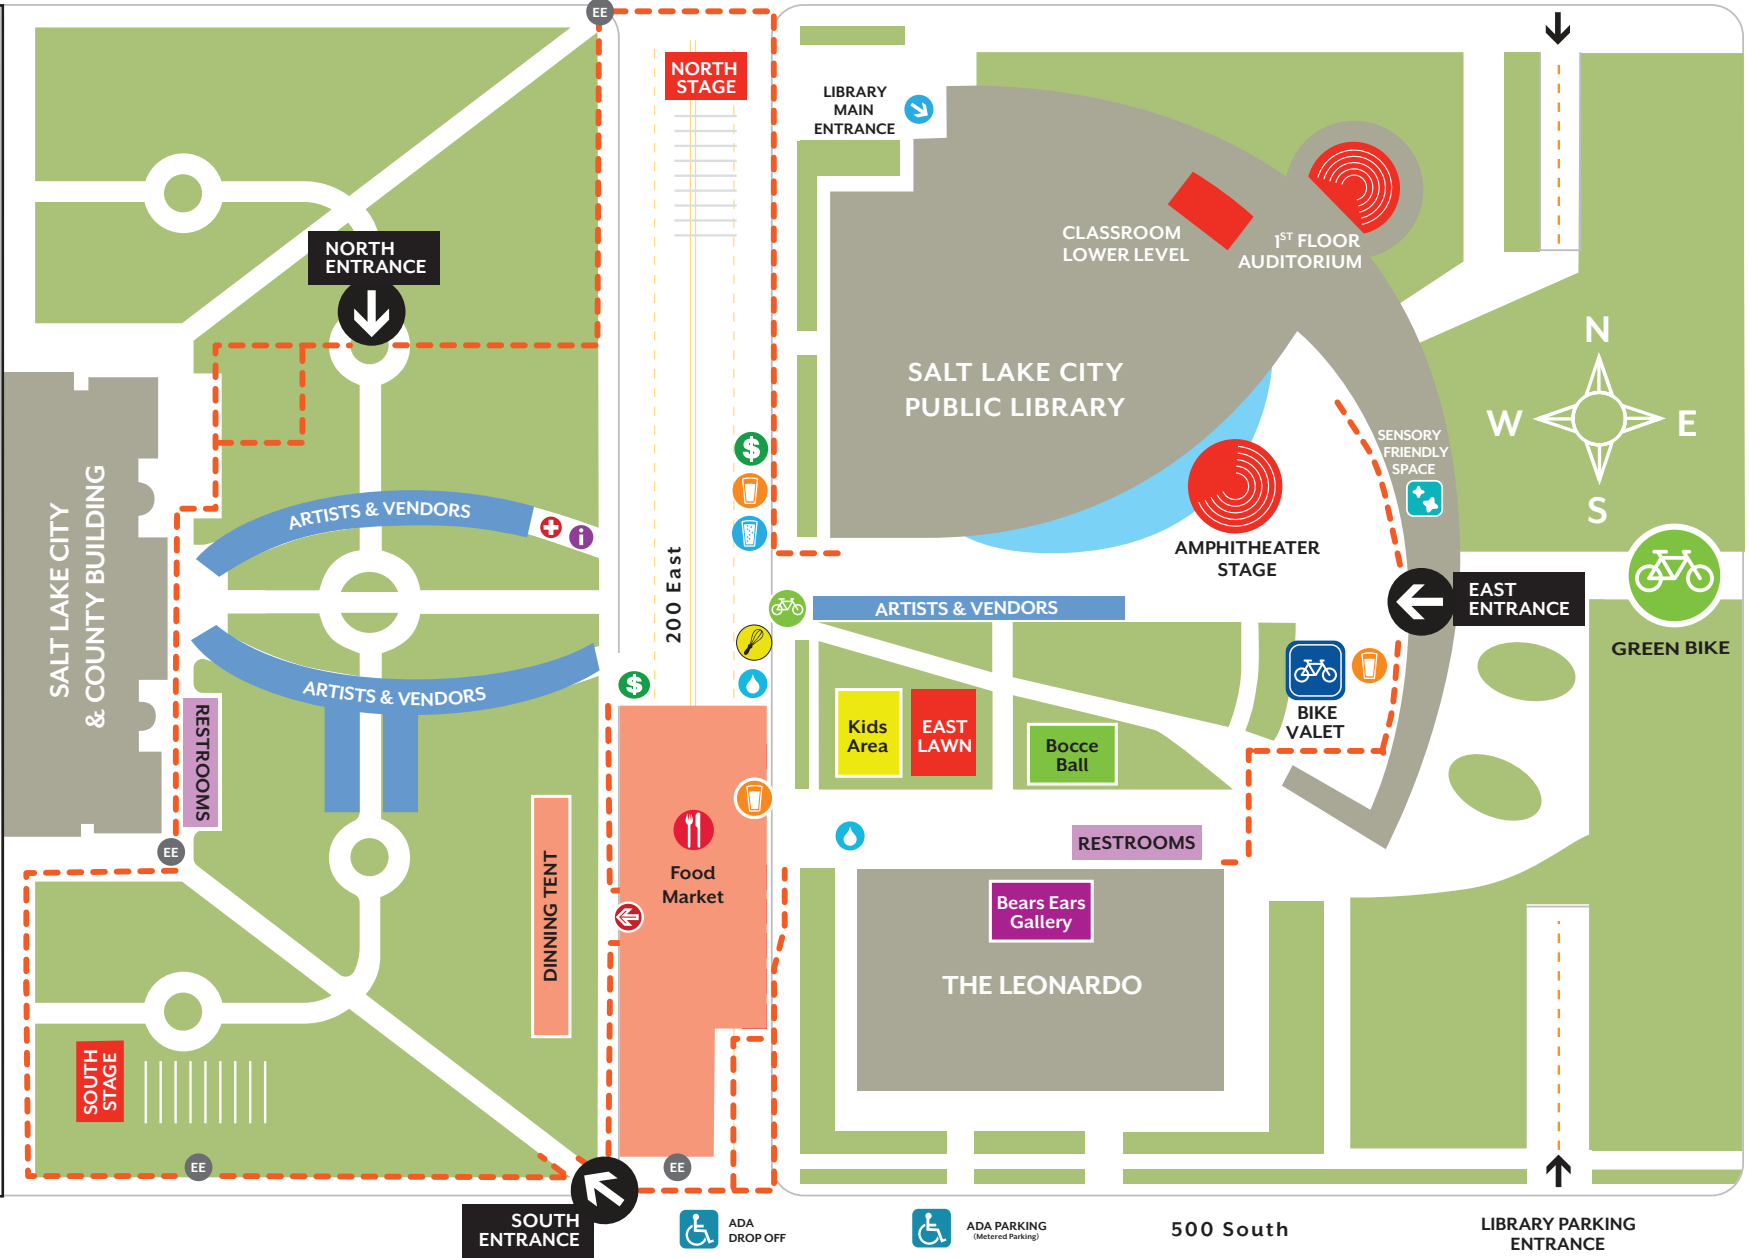 EE
NORTH
STAGE
LIBRARY
MAIN
ENTRANCE
NORTH
ENTRANCE
CLASSROOM
LOWER LEVEL
1ST FLOOR
AUDITORIUM
N
W
E
S
SALT LAKE CITY
PUBLIC LIBRARY
SENSORY
FRIENDLY
SPACE
$
SALT LAKE CITY
& COUNTY BUILDING
ARTISTS & VENDORS
i
200 East
AMPHITHEATER
STAGE
ARTISTS & VENDORS
EAST
ENTRANCE
GREEN BIKE
ARTISTS & VENDORS
$
RESTROOMS
Kids
Area
EAST
LAWN
Bocce
Ball
BIKE
VALET
EE
DINNING TENT
Food
Market
RESTROOMS
Bears Ears
Gallery
THE LEONARDO
SOUTH
STAGE
EE
EE
SOUTH
ENTRANCE
ADA
DROP OFF
ADA PARKING
(Metered Parking)
500 South
LIBRARY PARKING
ENTRANCE